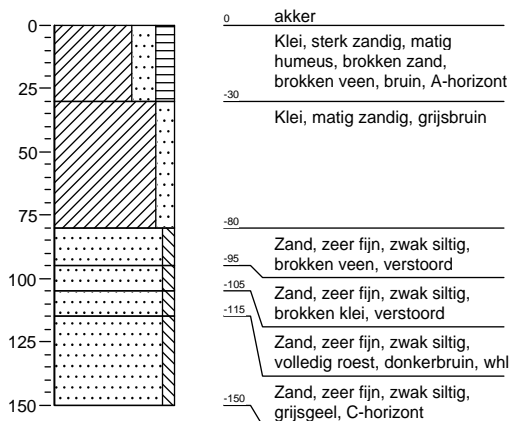 0
akker
0
Klei, sterk zandig, matig
humeus, brokken zand,
brokken veen, bruin, A-horizont
25
-30
Klei, matig zandig, grijsbruin
50
75
-80
Zand, zeer fijn, zwak siltig,
brokken veen, verstoord
-95
100
-105
Zand, zeer fijn, zwak siltig,
brokken klei, verstoord
-115
125
Zand, zeer fijn, zwak siltig,
volledig roest, donkerbruin, whl
Zand, zeer fijn, zwak siltig,
grijsgeel, C-horizont
150
-150